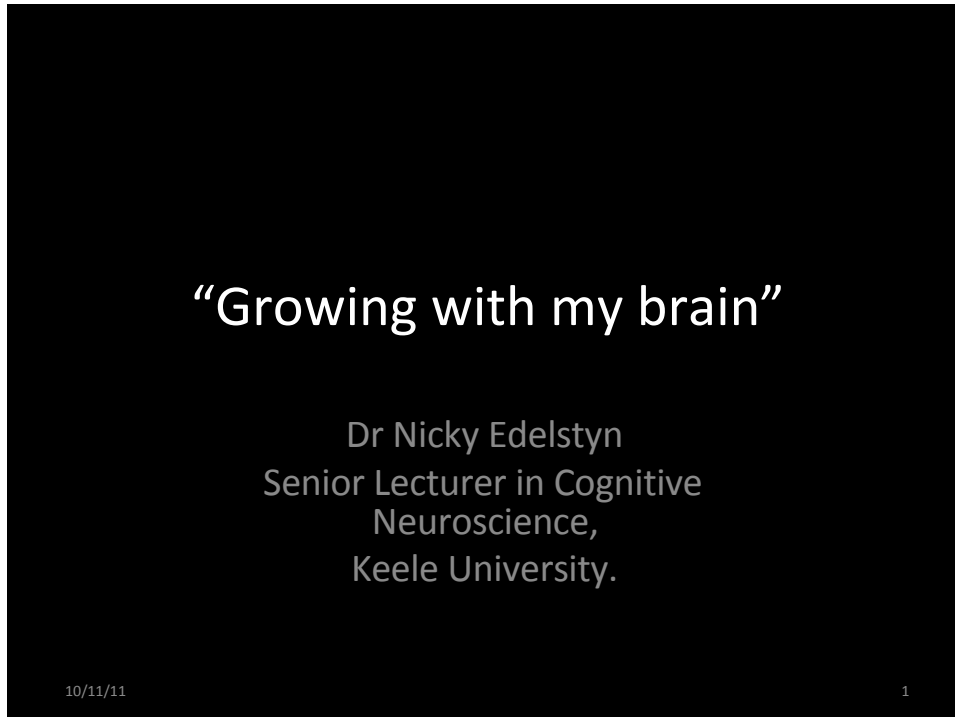 “Growing with my brain”
Dr Nicky Edelstyn
Senior Lecturer in Cognitive
Neuroscience,
Keele University.
10/11/11
1